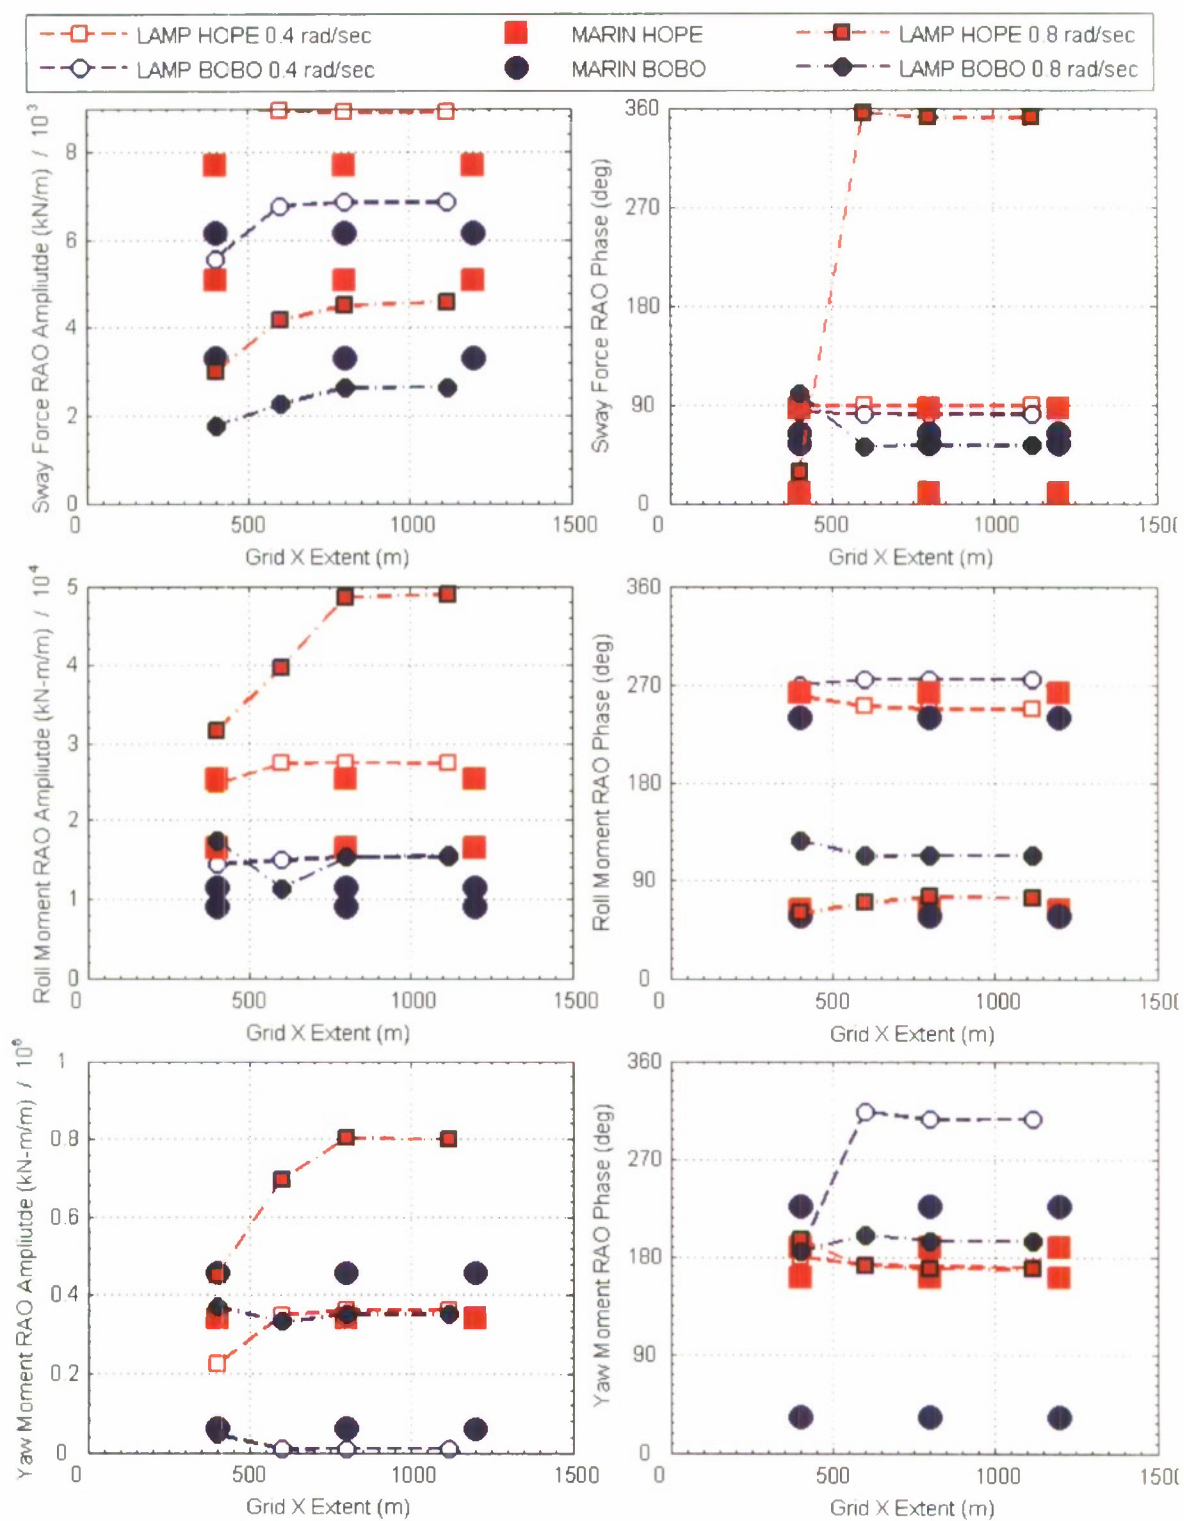 LAMP HOPE 0.4 rad/sec MARIN HOPE LAMP HOPE 0.8 rad/sec
LAMP BOBO 0.4 rad/sec MARIN BOBO LAMP BOBO 0.8 rad/sec
Sway Force RAO Ampliutde (kN/m) / 10³
8
6
4
2
0
0 500 1000 1500
Grid X Extent (m)
Sway Force RAO Phase (deg)
360
270
180
90
0
0 500 1000 150
Grid X Extent (m)
Roll Moment RAO Ampliutde (kN-m/m) / 10⁴
5
4
3
2
1
0
0 500 1000 1500
Grid X Extent (m)
Roll Moment RAO Phase (deg)
360
270
180
90
0
0 500 1000 150
Grid X Extent (m)
Yaw Moment RAO Ampliutde (kN-m/m) / 10⁶
1
0.8
0.6
0.4
0.2
0
0 500 1000 1500
Grid X Extent (m)
Yaw Moment RAO Phase (deg)
360
270
180
90
0
0 500 1000 150
Grid X Extent (m)